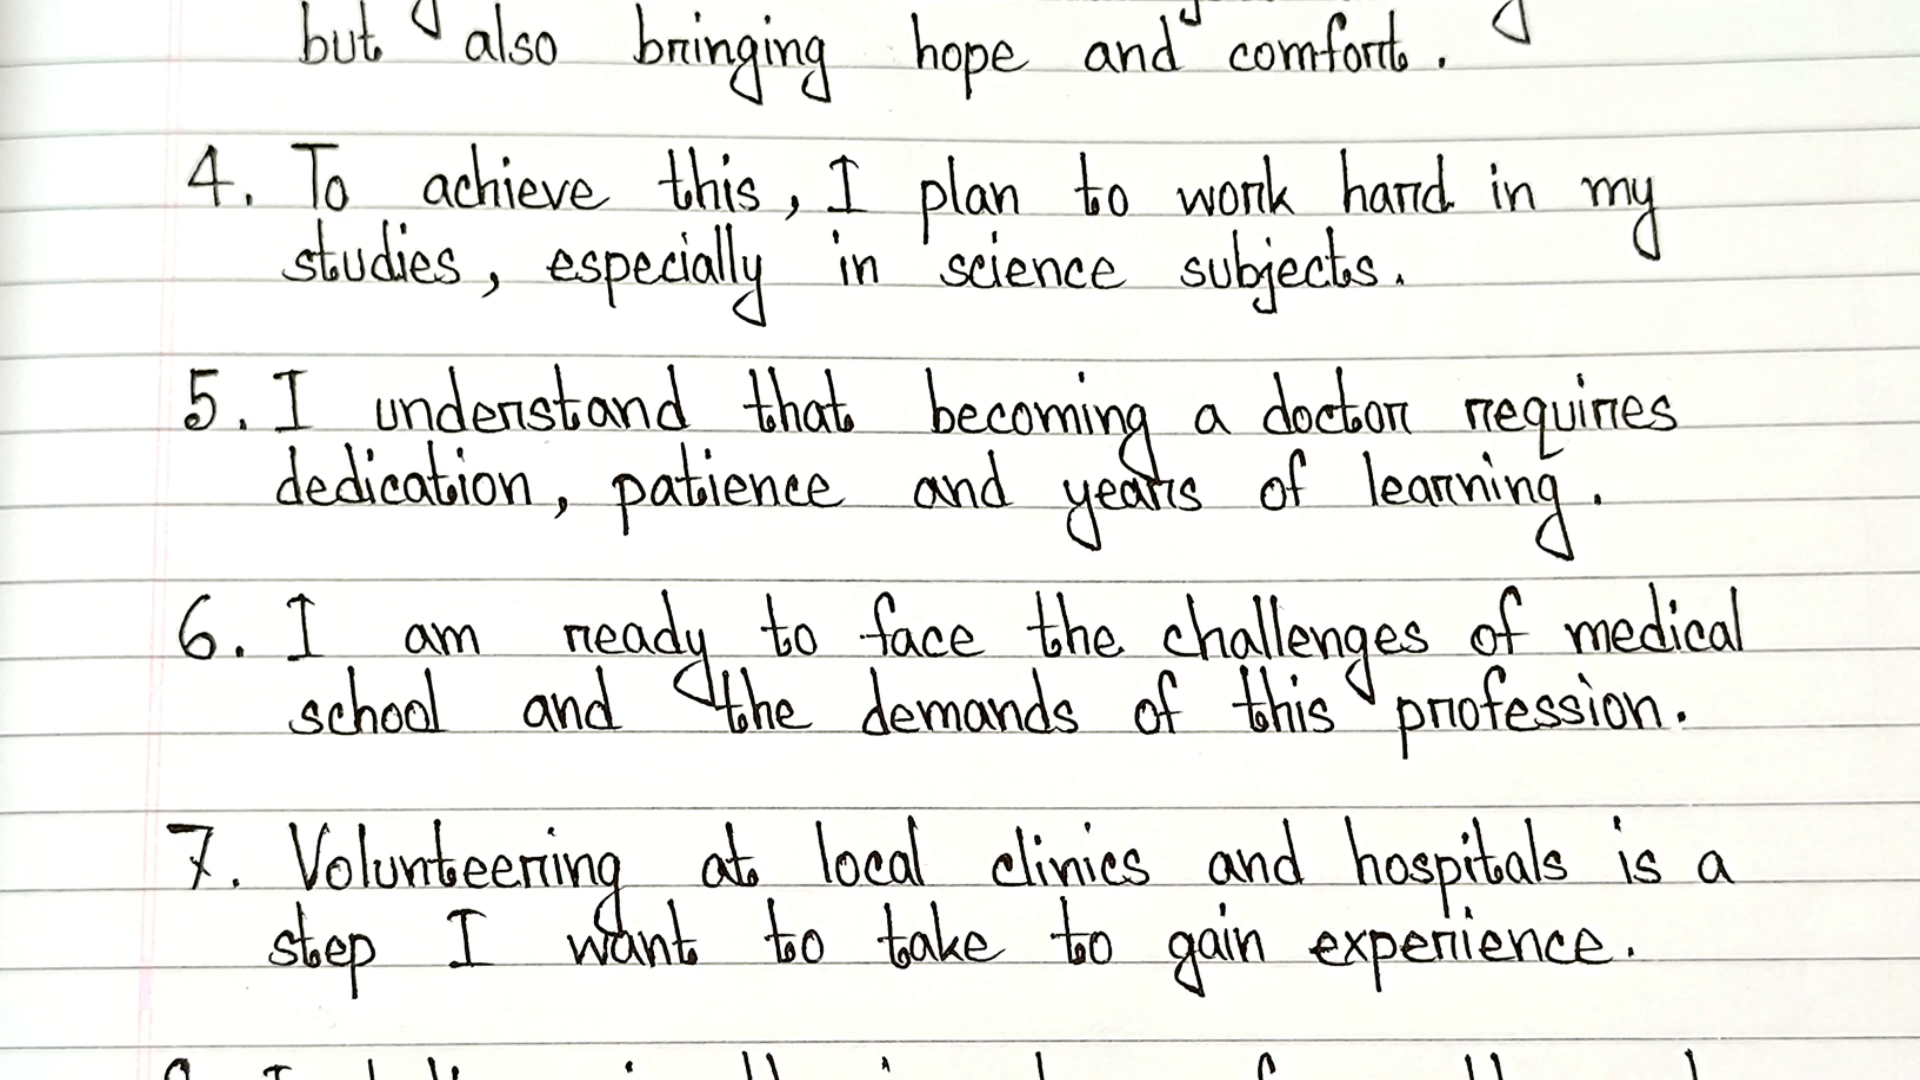 but also bringing hope and comfort.
4. To achieve this, I plan to work hard in my
studies, especially in science subjects.
5. I understand that becoming a doctor requires
dedication, patience and years of learning.
6. I am ready to face the challenges of medical
school and the demands of this profession.
7. Volunteering at local clinics and hospitals is a
step I want to take to gain experience.